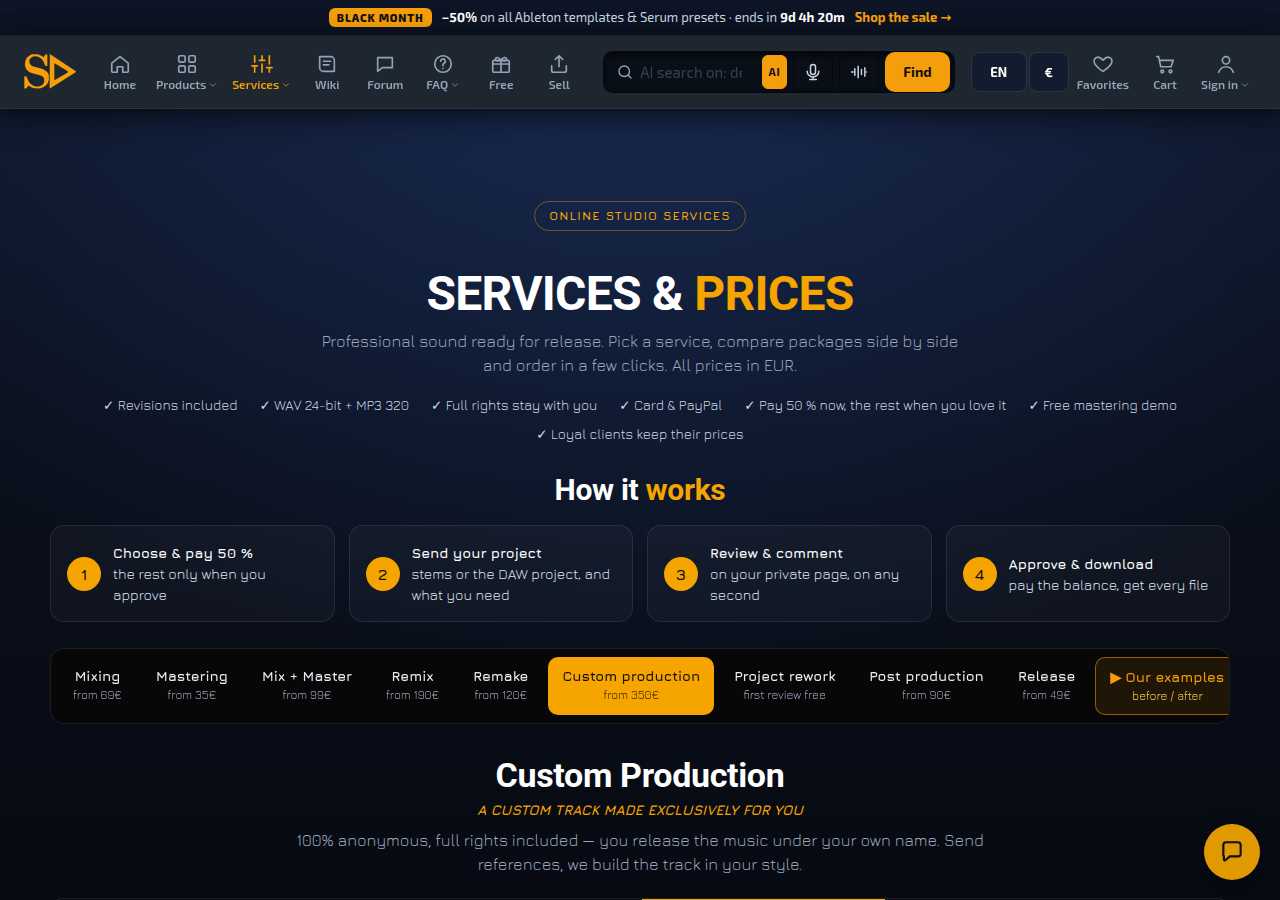 BLACK MONTH −50% on all Ableton templates & Serum presets · ends in 9d 4h 20m Shop the sale →
S
Home Products Services Wiki Forum FAQ Free Sell
AI search on: dr AI Find EN €
Favorites Cart Sign in
ONLINE STUDIO SERVICES
SERVICES & PRICES
Professional sound ready for release. Pick a service, compare packages side by side
and order in a few clicks. All prices in EUR.
✓ Revisions included ✓ WAV 24-bit + MP3 320 ✓ Full rights stay with you ✓ Card & PayPal ✓ Pay 50 % now, the rest when you love it ✓ Free mastering demo
✓ Loyal clients keep their prices
How it works
1 Choose & pay 50 %
the rest only when you
approve
2 Send your project
stems or the DAW project, and
what you need
3 Review & comment
on your private page, on any
second
4 Approve & download
pay the balance, get every file
Mixing
from 69€
Mastering
from 35€
Mix + Master
from 99€
Remix
from 190€
Remake
from 120€
Custom production
from 350€
Project rework
first review free
Post production
from 90€
Release
from 49€
▶ Our examples
before / after
Custom Production
A CUSTOM TRACK MADE EXCLUSIVELY FOR YOU
100% anonymous, full rights included — you release the music under your own name. Send
references, we build the track in your style.